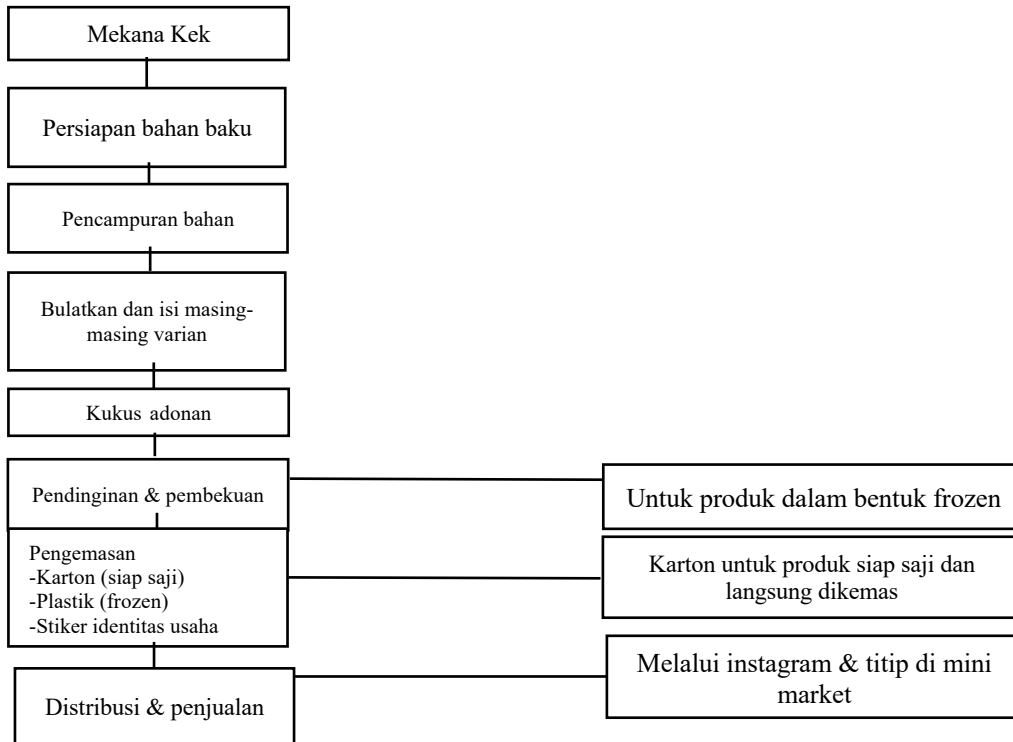 Mekana Kek
Persiapan bahan baku
Pencampuran bahan
Bulatkan dan isi masing-
masing varian
Kukus adonan
Pendinginan & pembekuan
Untuk produk dalam bentuk frozen
Pengemasan
-Karton (siap saji)
-Plastik (frozen)
-Stiker identitas usaha
Karton untuk produk siap saji dan
langsung dikemas
Distribusi & penjualan
Melalui instagram & titip di mini
market